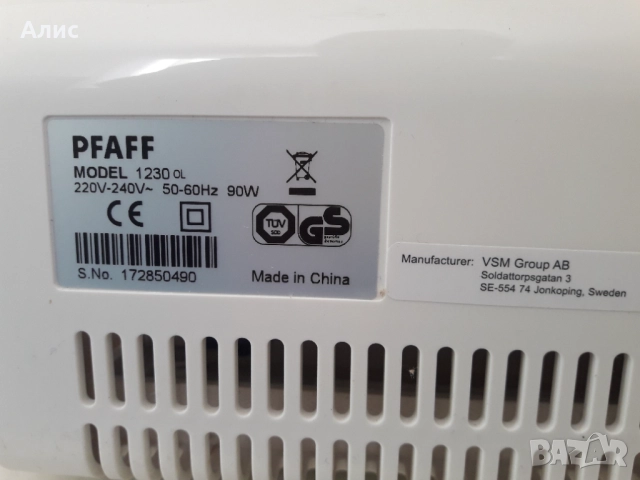 Алис
PFAFF
MODEL 1230 OL
220V-240V~ 50-60Hz 90W
CE
TÜV
GS
S.No. 172850490
Made in China
Manufacturer: VSM Group AB
Soldattorpsgatan 3
SE-554 74 Jonkoping, Sweden
BAZAR